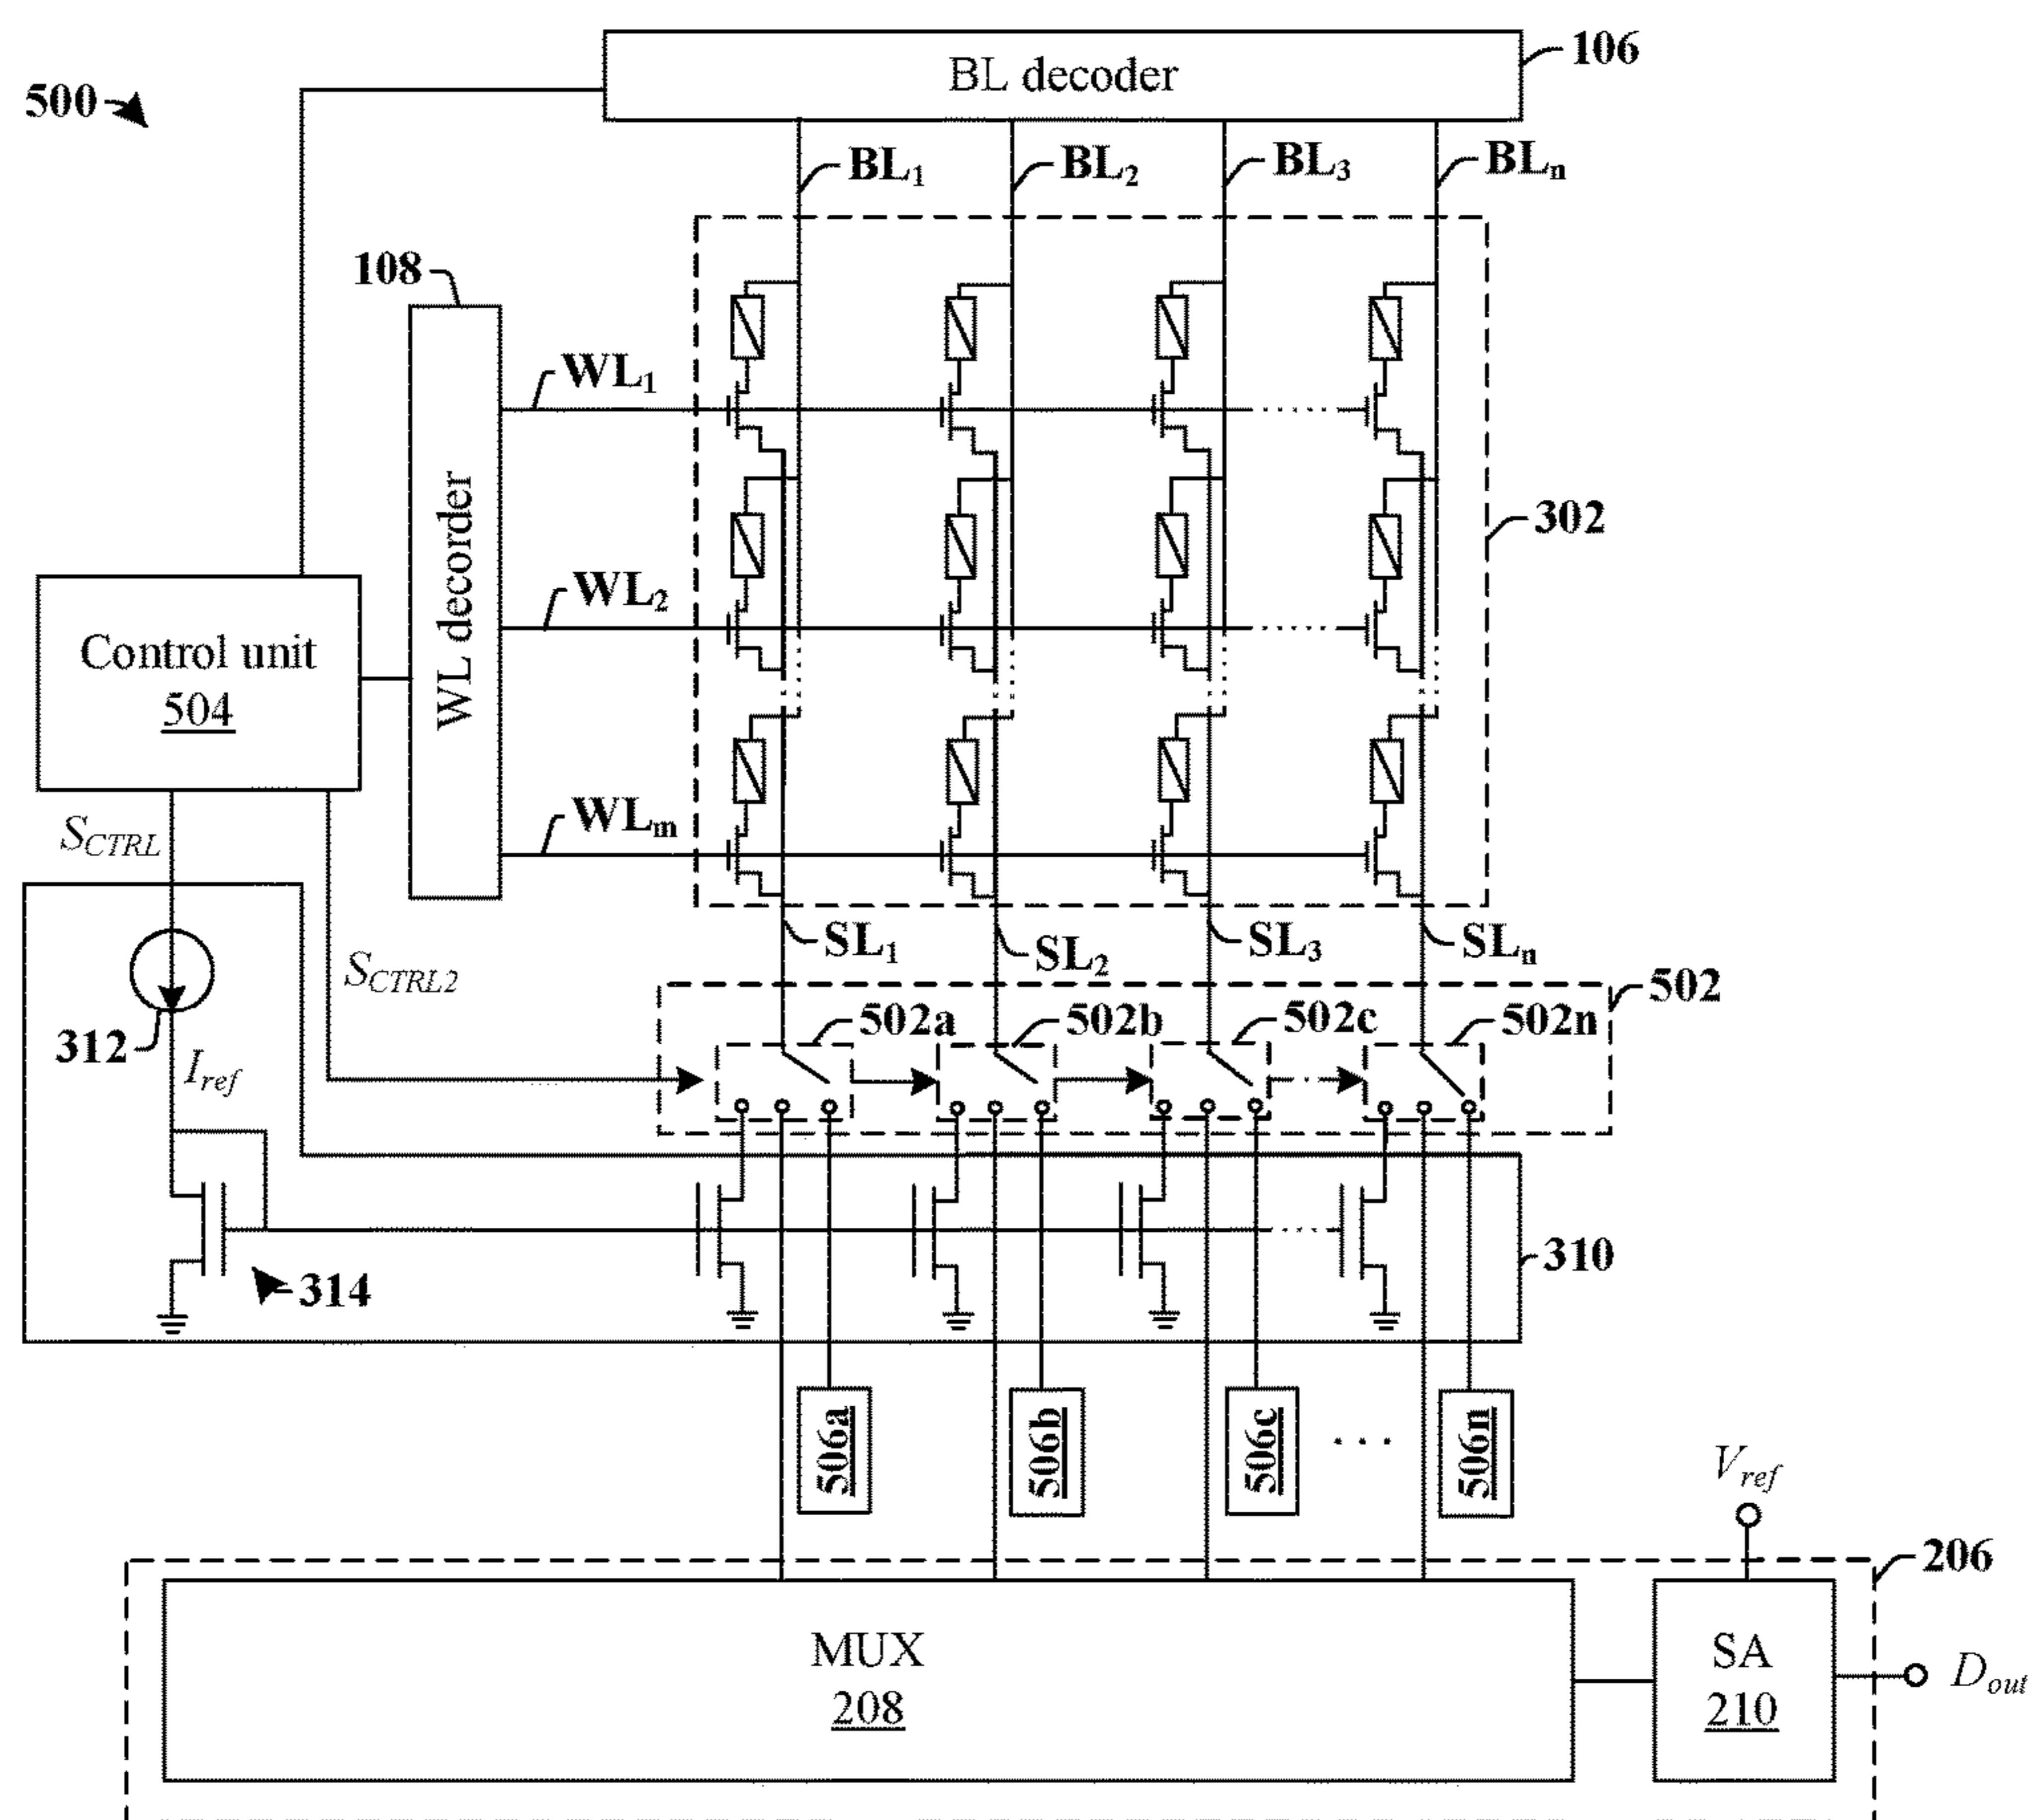 106
BL decoder
500
BL1
BL2
BL3
BLn
108
WL1
302
WL decorder
WL2
Control unit
504
WLm
SCTRL
SL1
SL2
SL3
SLn
SCTRL2
502
502a
502b
502c
502n
312
Iref
310
314
506a
506b
506c
. . .
506n
Vref
206
MUX
208
SA
210
Dout